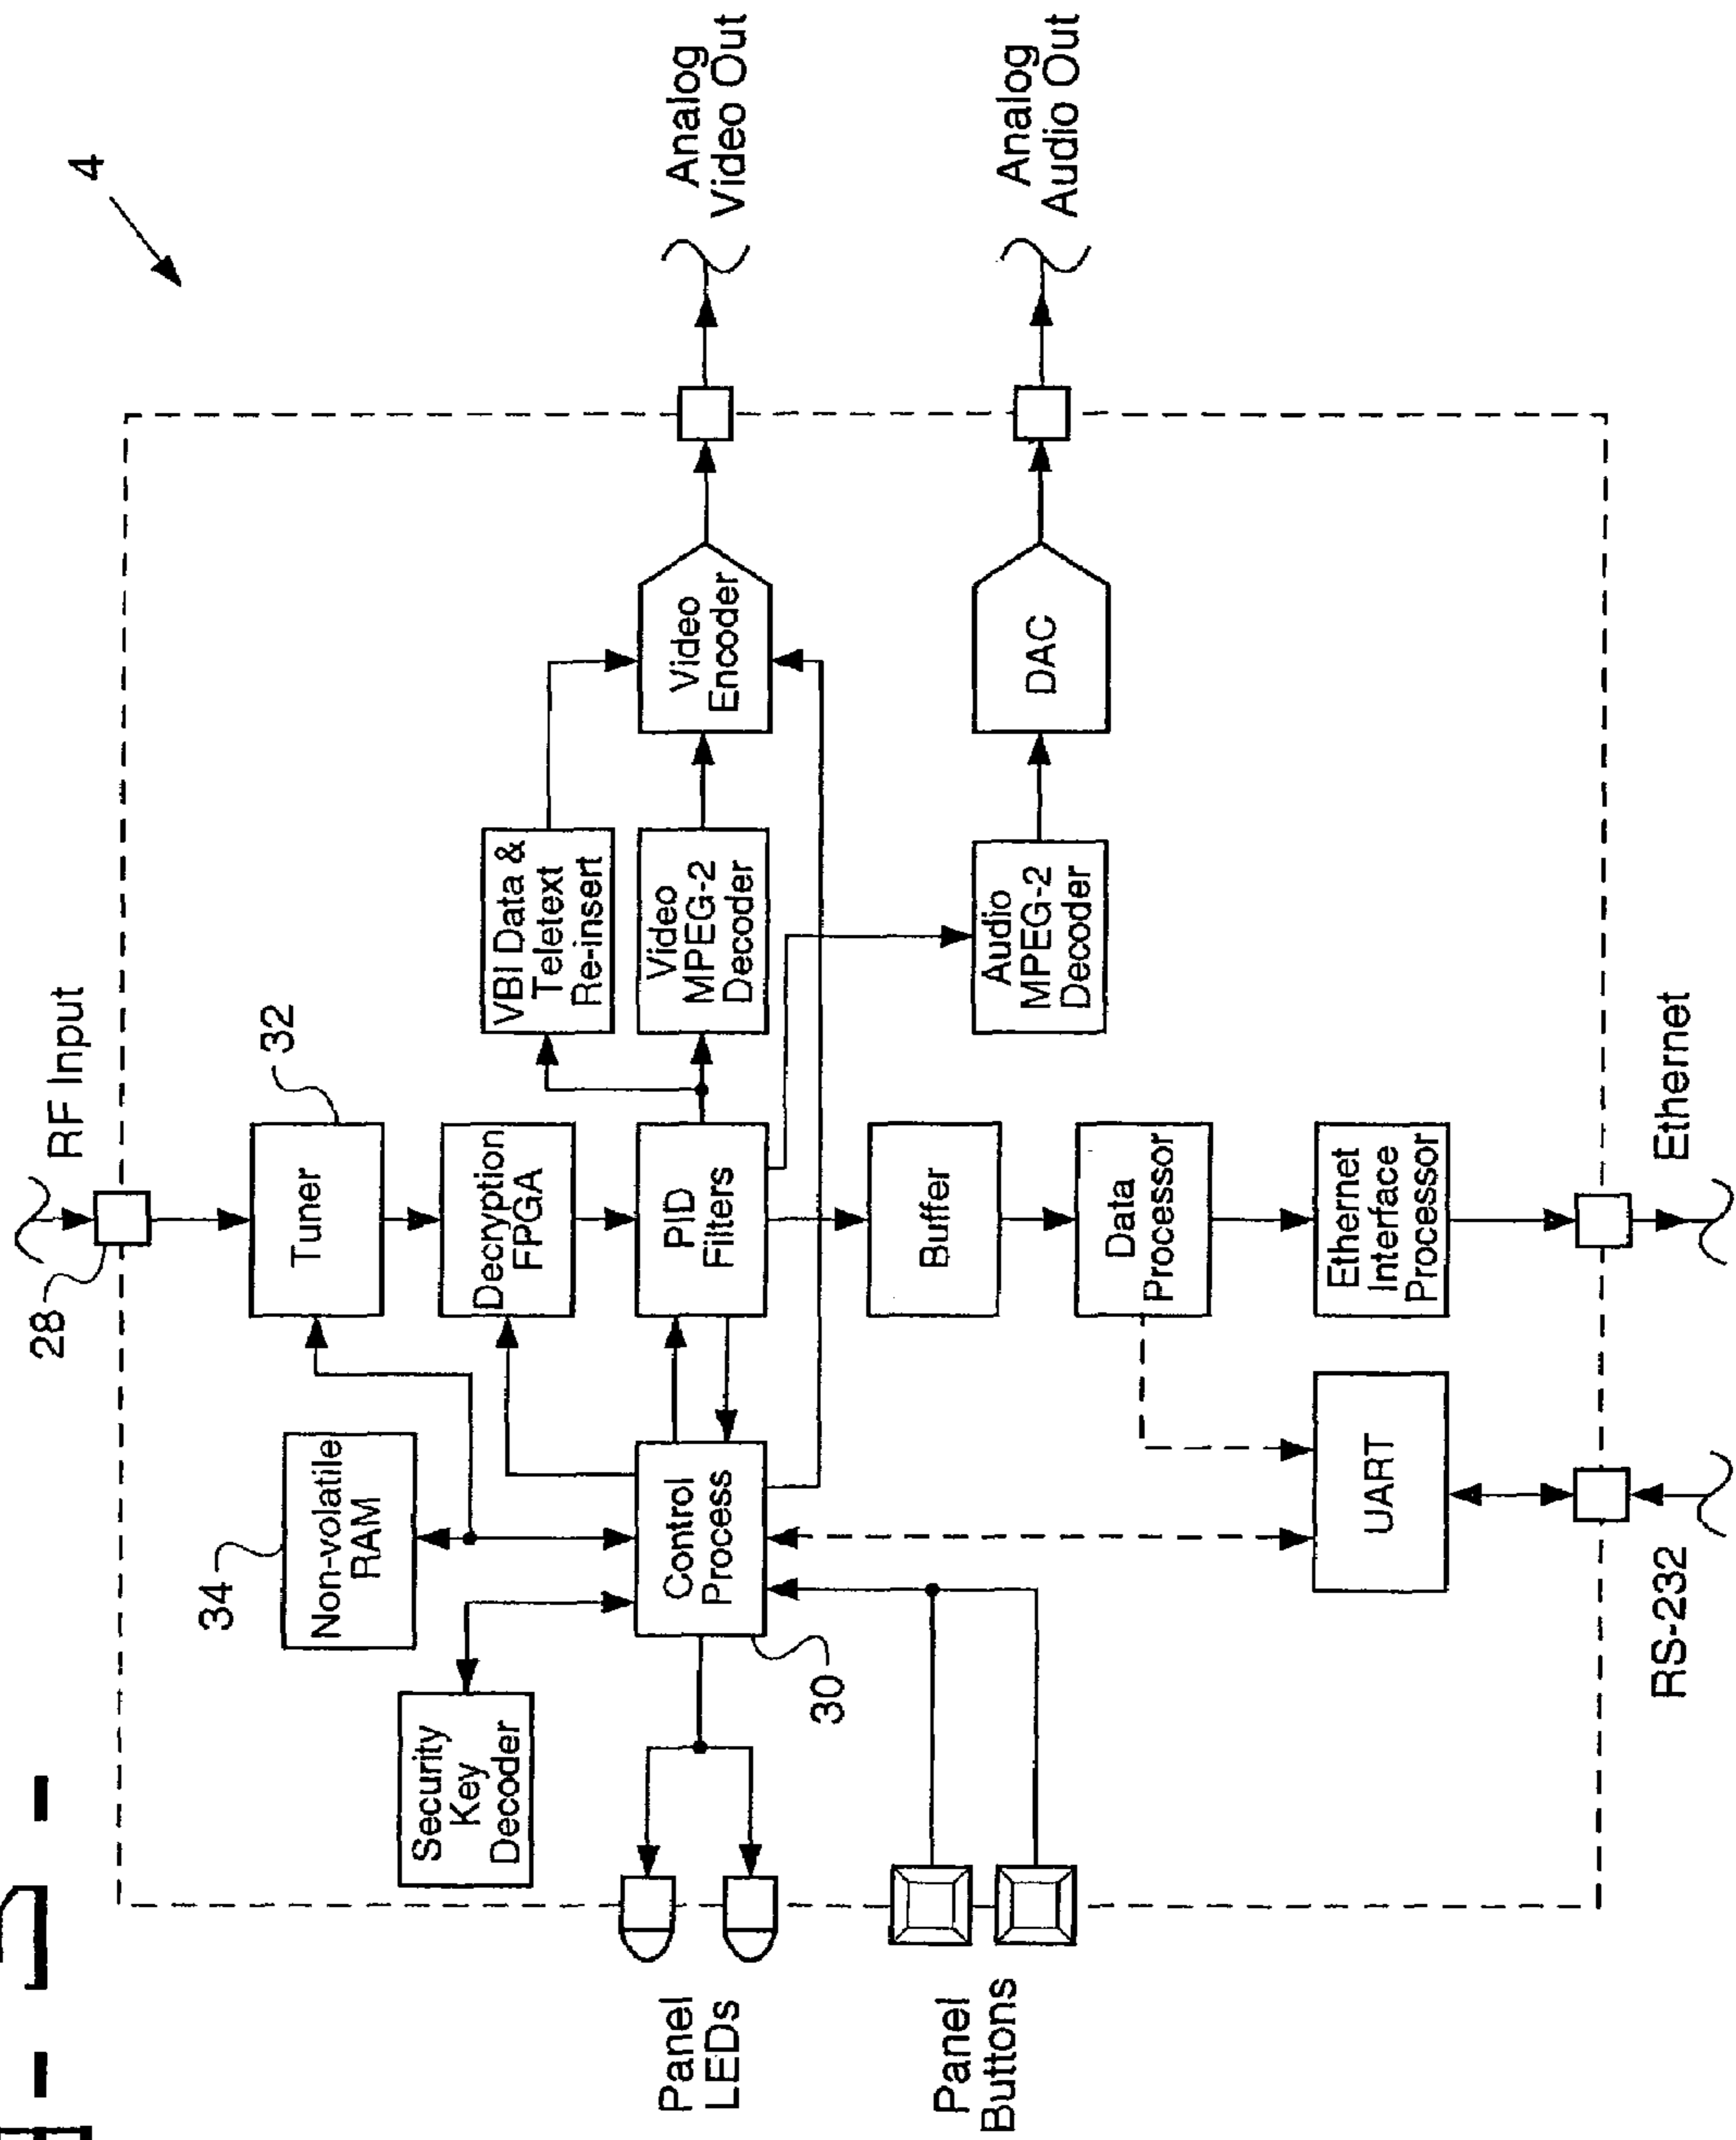 4
RF Input
28
32
Tuner
34
Non-volatile
RAM
Security
Key
Decoder
Decryption
FPGA
VBI Data &
Teletext
Re-insert
Panel
LEDs
Control
Process
30
PID
Filters
Video
MPEG-2
Decoder
Video
Encoder
Analog
Video Out
Panel
Buttons
Buffer
Audio
MPEG-2
Decoder
DAC
Analog
Audio Out
Data
Processor
UART
Ethernet
Interface
Processor
RS-232
Ethernet